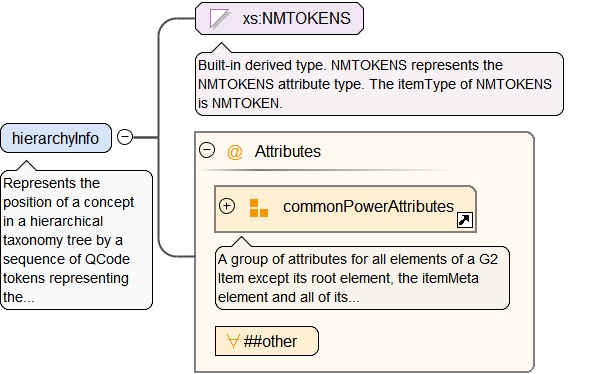 xs:NMTOKENS
Built-in derived type. NMTOKENS represents the
NMTOKENS attribute type. The itemType of NMTOKENS
is NMTOKEN.
hierarchyInfo
Represents the
position of a concept
in a hierarchical
taxonomy tree by a
sequence of QCode
tokens representing
the...
@ Attributes
commonPowerAttributes
A group of attributes for all elements of a G2
Item except its root element, the itemMeta
element and all of its...
##other